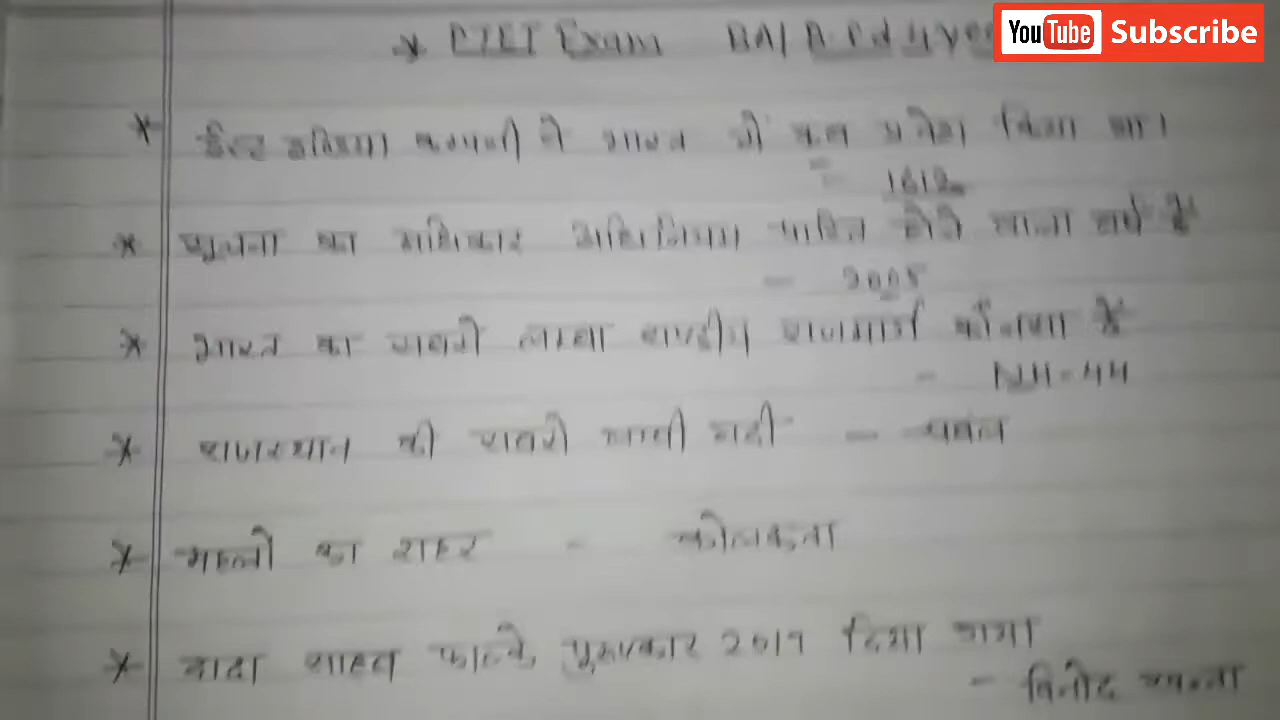 YouTube Subscribe
* PTET Exam BA/B.Ed 4 year
* ईस्ट इण्डिया कम्पनी ने भारत में कब प्रवेश किया था।
= 1612
* सूचना का अधिकार अधिनियम पारित होने वाला वर्ष है
- 2005
* भारत का सबसे लम्बा राष्ट्रीय राजमार्ग कौनसा है
- NH-44
* राजस्थान की सबसे लम्बी नदी - चम्बल
* महलों का शहर - कोलकता
* दादा साहब फाल्के पुरस्कार 2017 दिया गया
- विनोद खन्ना